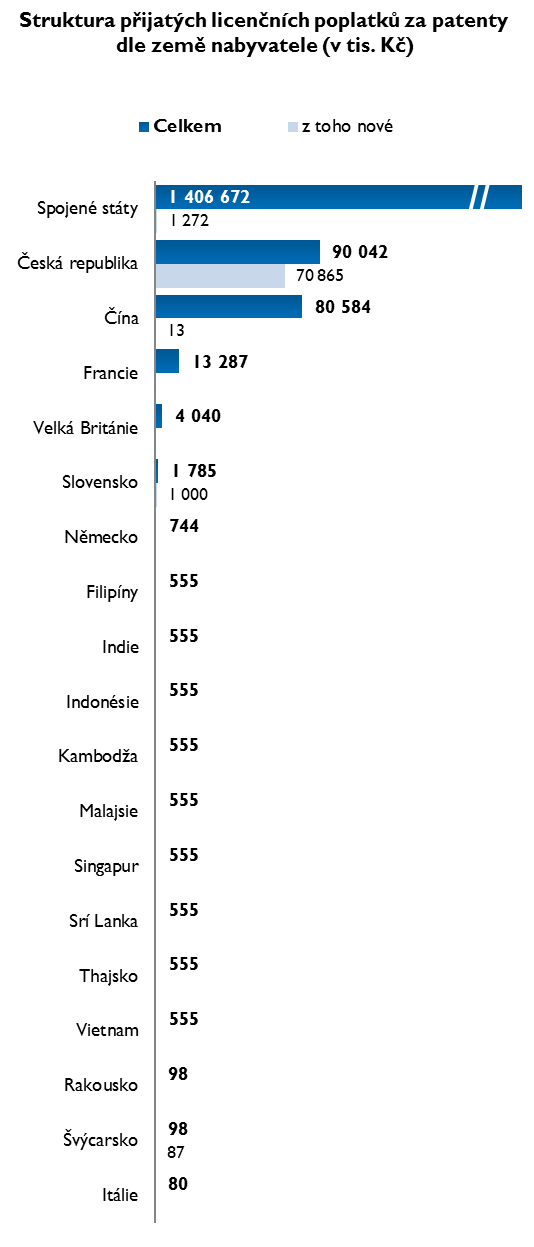 Struktura přijatých licenčních poplatků za patenty
dle země nabyvatele (v tis. Kč)
Celkem z toho nové
Spojené státy 1 406 672
1 272
Česká republika 90 042
70 865
Čína 80 584
13
Francie 13 287
Velká Británie 4 040
Slovensko 1 785
1 000
Německo 744
Filipíny 555
Indie 555
Indonésie 555
Kambodža 555
Malajsie 555
Singapur 555
Srí Lanka 555
Thajsko 555
Vietnam 555
Rakousko 98
Švýcarsko 98
87
Itálie 80